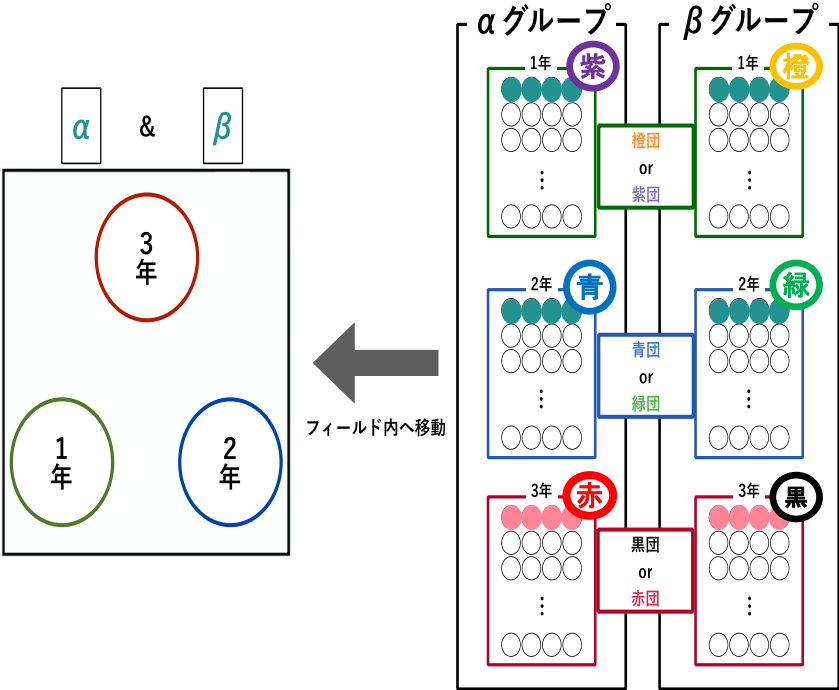 α & β
3
年
1
年
2
年
フィールド内へ移動
αグループ
1年
紫
2年
青
3年
赤
橙団
or
紫団
青団
or
緑団
黒団
or
赤団
βグループ
1年
橙
2年
緑
3年
黒